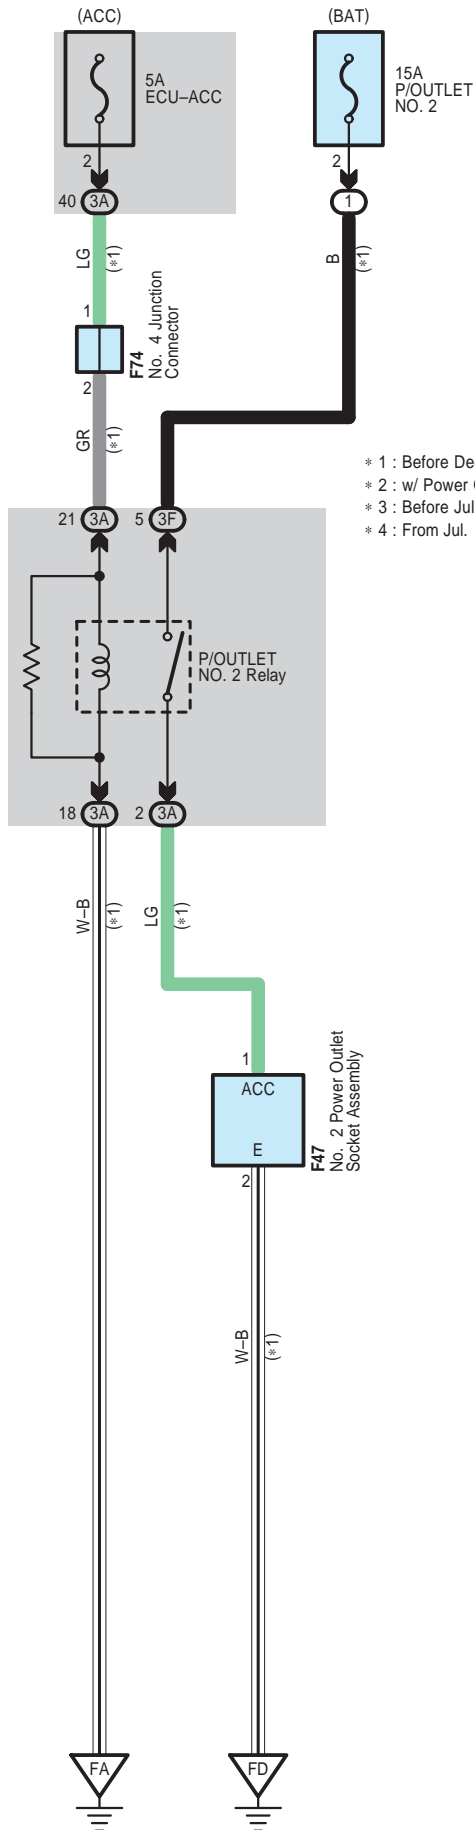 (ACC)
(BAT)
5A
ECU–ACC
15A
P/OUTLET
NO. 2
2
2
40
3A
1
LG
(∗1)
B
(∗1)
1
F74
No. 4 Junction
Connector
2
GR
(∗1)
∗ 1 : Before De
∗ 2 : w/ Power
∗ 3 : Before Jul
∗ 4 : From Jul.
21
3A
5
3F
P/OUTLET
NO. 2 Relay
18
3A
2
3A
W–B
(∗1)
LG
(∗1)
1
ACC
E
F47
No. 2 Power Outlet
Socket Assembly
2
W–B
(∗1)
FA
FD